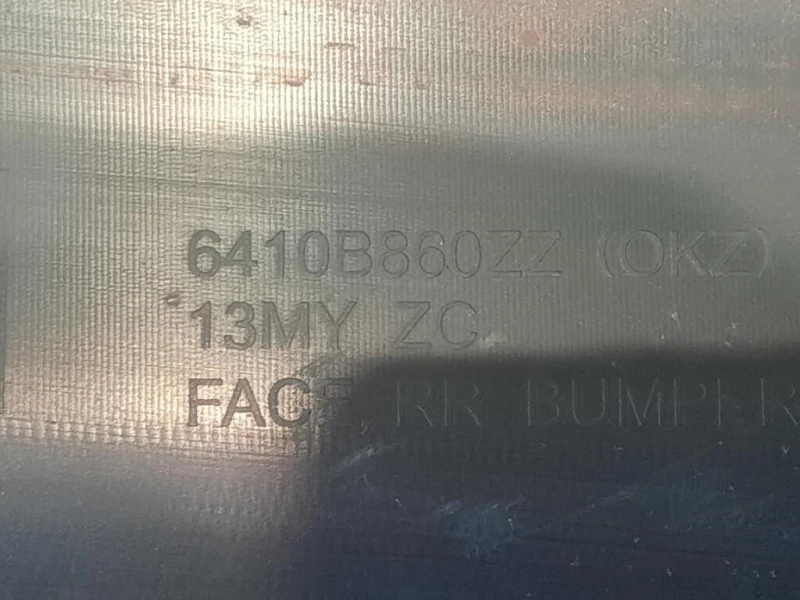 6410B860ZZ (OKZ)
13MY ZC
FACE, RR BUMPER